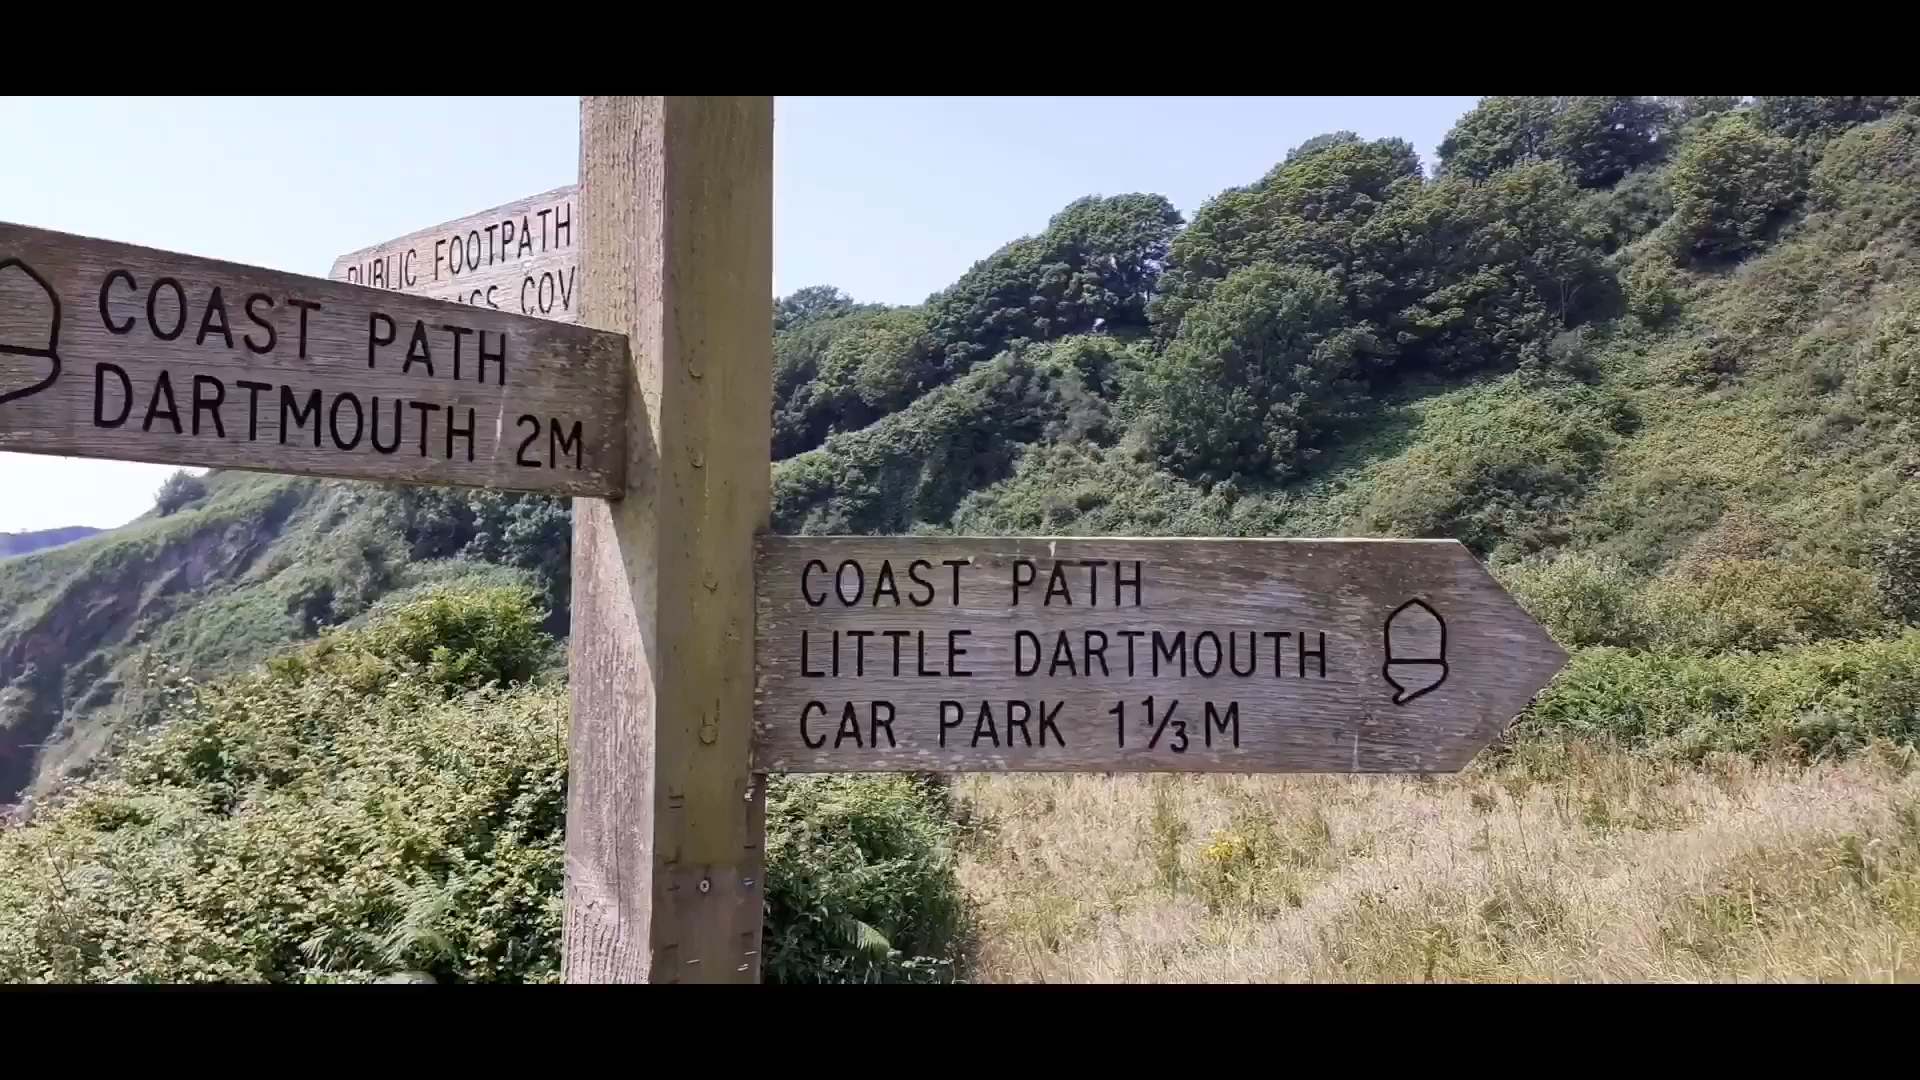 PUBLIC FOOTPATH
COAST PATH
DARTMOUTH 2M
COAST PATH
LITTLE DARTMOUTH
CAR PARK 1⅓M